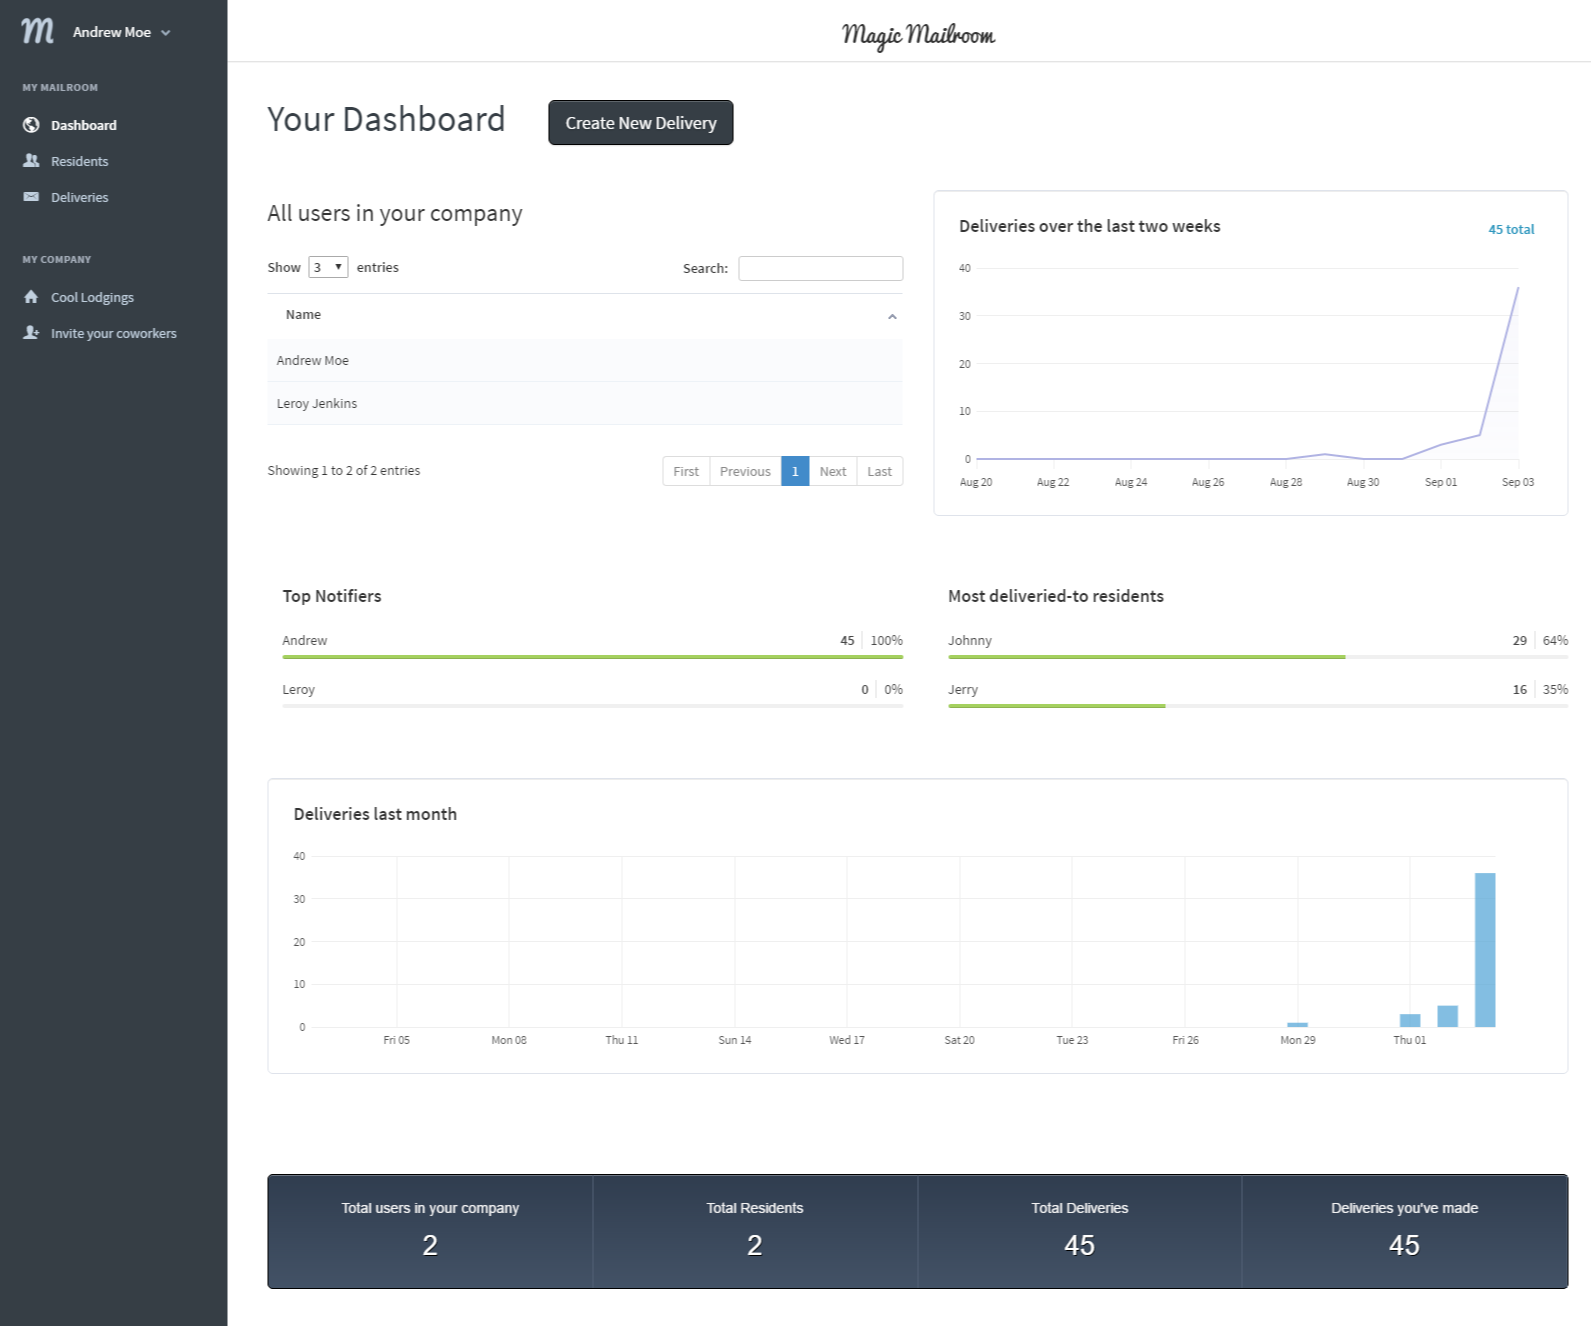 m
Andrew Moe
MY MAILROOM
Dashboard
Residents
Deliveries
MY COMPANY
Cool Lodgings
Invite your coworkers
Magic Mailroom
Your Dashboard
Create New Delivery
All users in your company
Show 3 entries
Search:
Name
Andrew Moe
Leroy Jenkins
Showing 1 to 2 of 2 entries
First Previous 1 Next Last
Deliveries over the last two weeks
45 total
40
30
20
10
0
Aug 20 Aug 22 Aug 24 Aug 26 Aug 28 Aug 30 Sep 01 Sep 03
Top Notifiers
Andrew 45 100%
Leroy 0 0%
Most deliveried-to residents
Johnny 29 64%
Jerry 16 35%
Deliveries last month
40
30
20
10
0
Fri 05 Mon 08 Thu 11 Sun 14 Wed 17 Sat 20 Tue 23 Fri 26 Mon 29 Thu 01
Total users in your company
2
Total Residents
2
Total Deliveries
45
Deliveries you've made
45